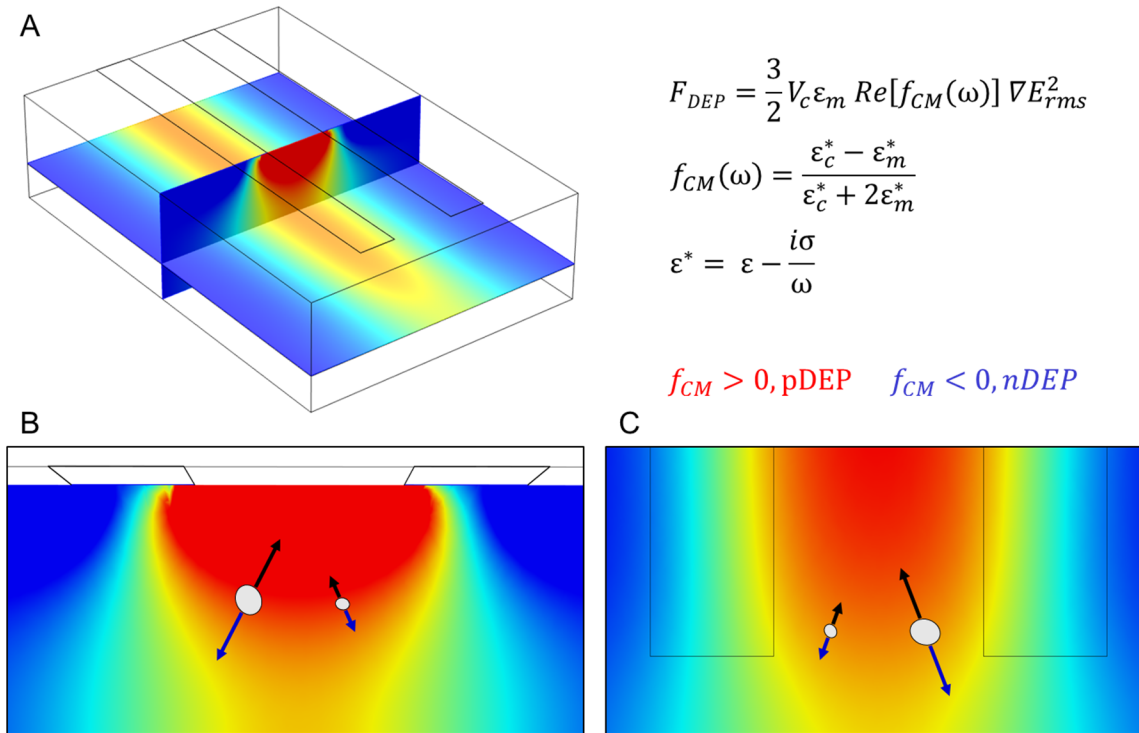 A
F_DEP = 3/2 V_c ε_m Re[f_CM(ω)] ∇E²_rms
f_CM(ω) = (ε*_c − ε*_m) / (ε*_c + 2ε*_m)
ε* = ε − iσ/ω
f_CM > 0, pDEP f_CM < 0, nDEP
B
C